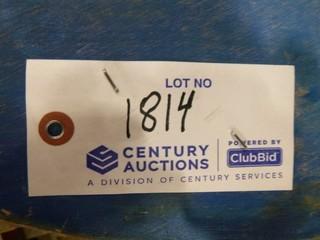 LOT NO
1814
CENTURY
AUCTIONS
POWERED BY
ClubBid
A DIVISION OF CENTURY SERVICES